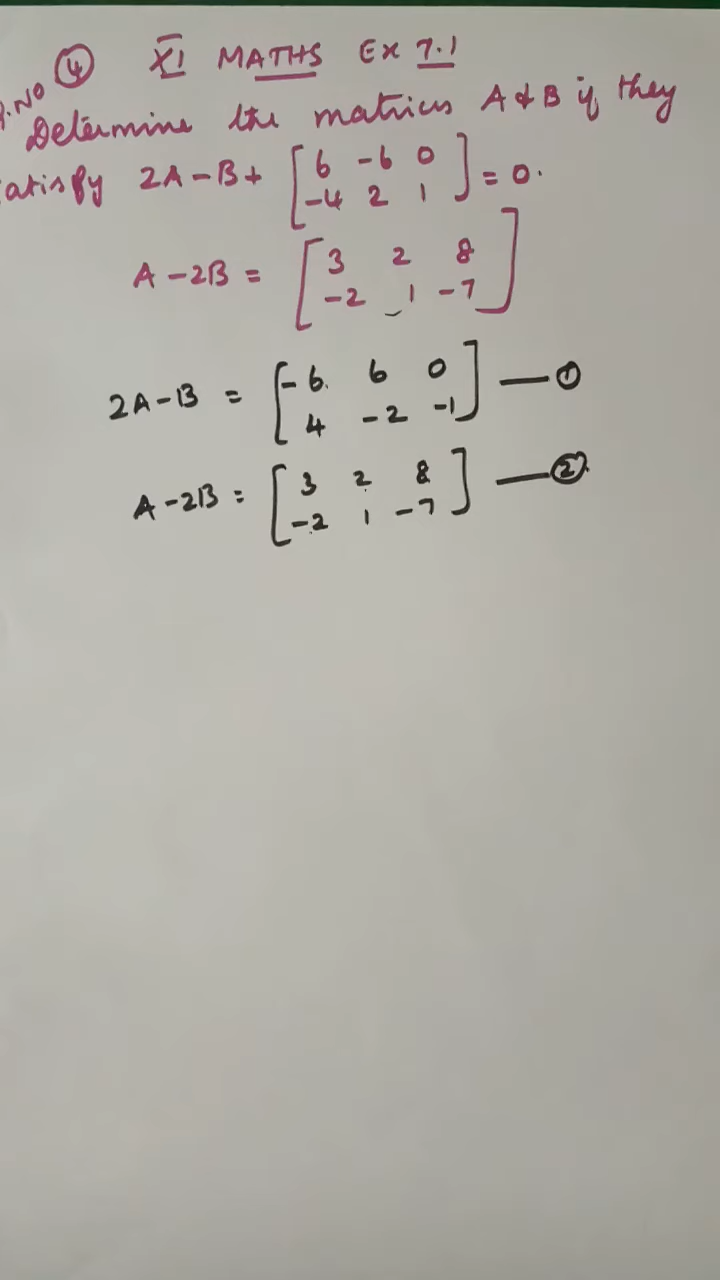 ④ XI MATHS Ex 7.1
Q.NO
Determine the matrices A & B if they
satisfy 2A-B+ [6 -6 0
-4 2 1] = 0.
A-2B = [3 2 8
-2 1 -7]
2A-B = [-6 6 0
4 -2 -1] — ①
A-2B = [3 2 8
-2 1 -7] — ②